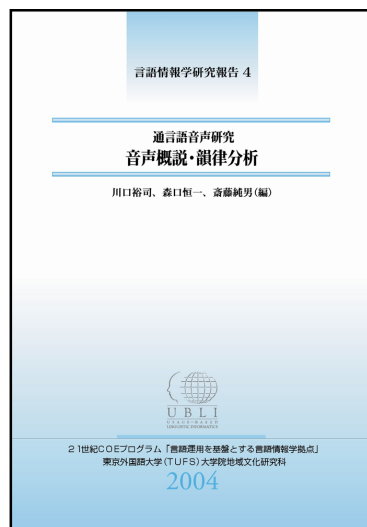 言語情報学研究報告 4
通言語音声研究
音声概説・韻律分析
川口裕司、森口恒一、斎藤純男(編)
UBLI
USAGE-BASED
LINGUISTIC INFORMATICS
21世紀COEプログラム「言語運用を基盤とする言語情報学拠点」
東京外国語大学(TUFS)大学院地域文化研究科
2004